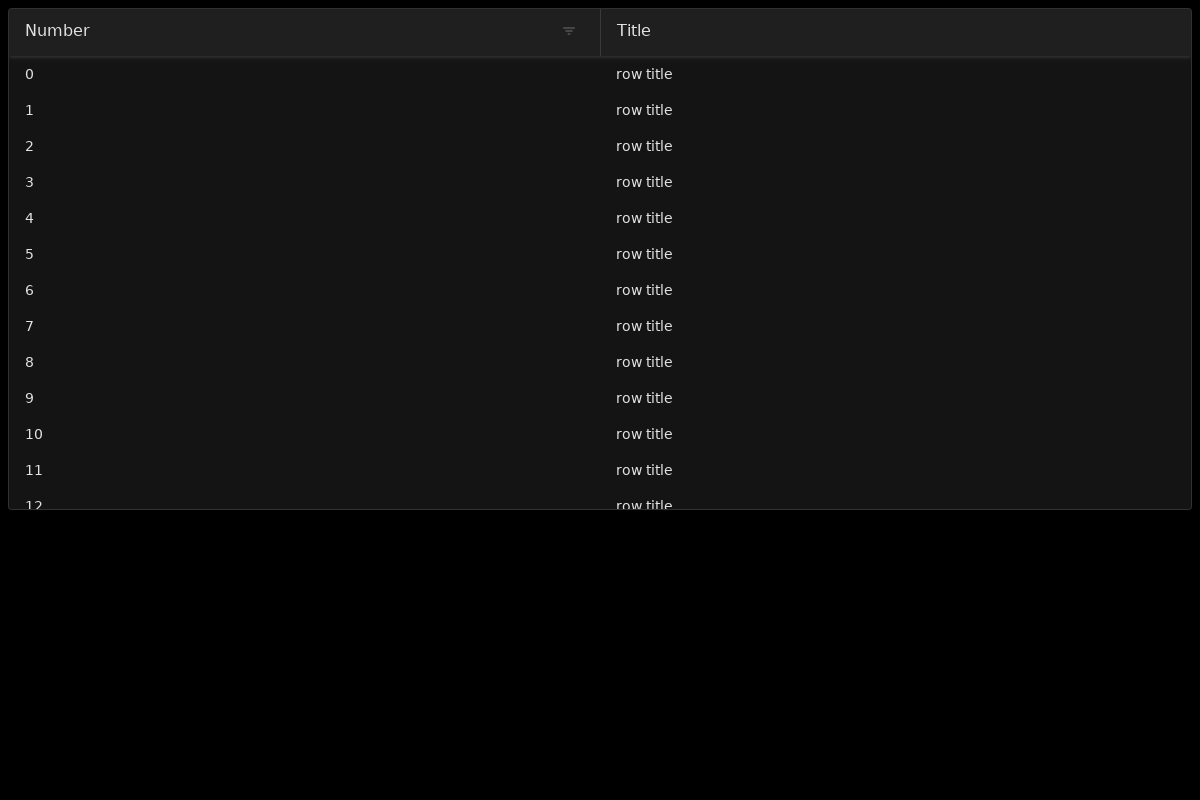 Number Title
0 row title
1 row title
2 row title
3 row title
4 row title
5 row title
6 row title
7 row title
8 row title
9 row title
10 row title
11 row title
12 row title